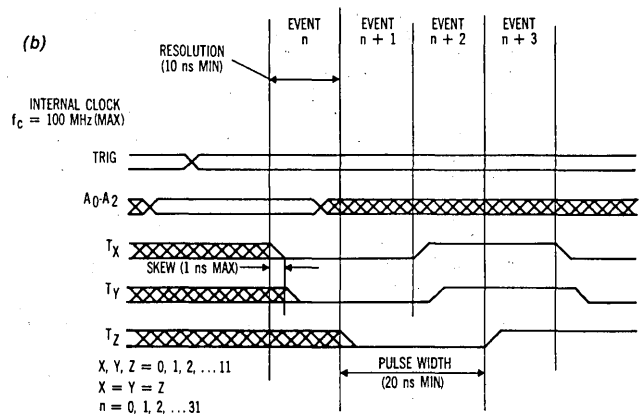 (b)
EVENT
n
EVENT
n + 1
EVENT
n + 2
EVENT
n + 3
RESOLUTION
(10 ns MIN)
INTERNAL CLOCK
fC = 100 MHz (MAX)
TRIG
A0-A2
TX
SKEW (1 ns MAX)
TY
TZ
PULSE WIDTH
(20 ns MIN)
X, Y, Z = 0, 1, 2, ...11
X = Y = Z
n = 0, 1, 2, ...31